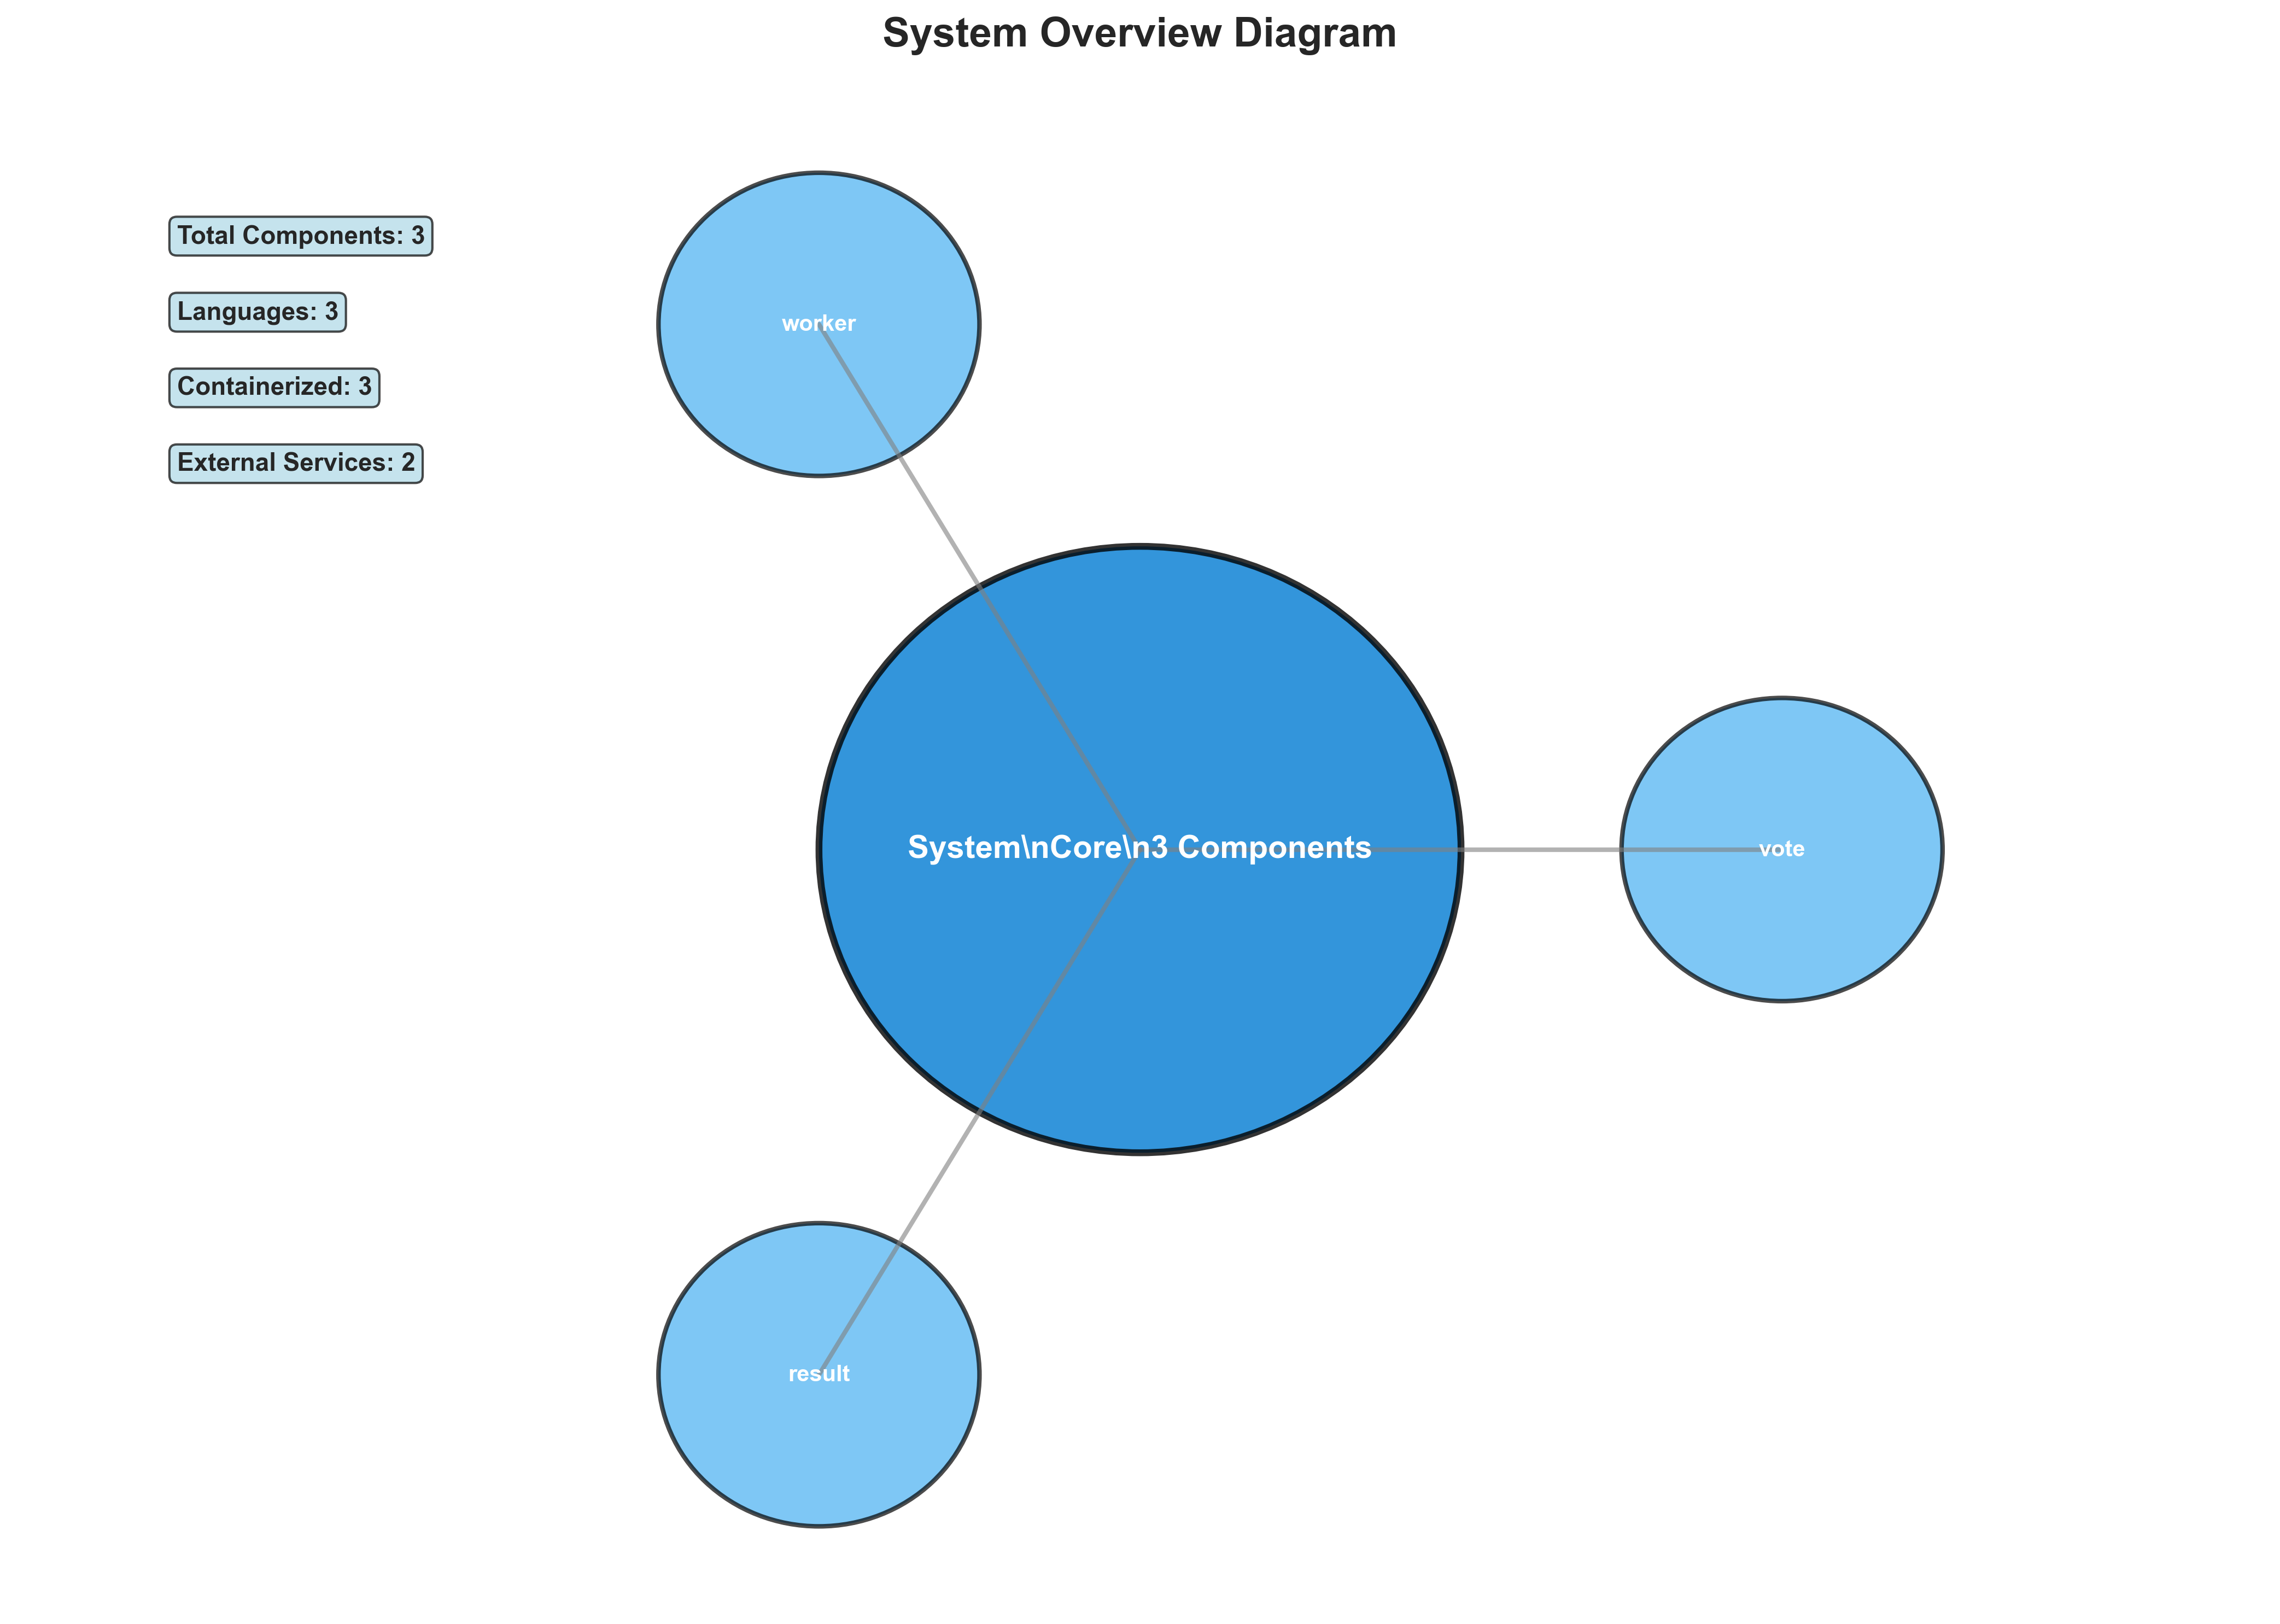 System Overview Diagram
Total Components: 3
Languages: 3
Containerized: 3
External Services: 2
worker
System\nCore\n3 Components
vote
result